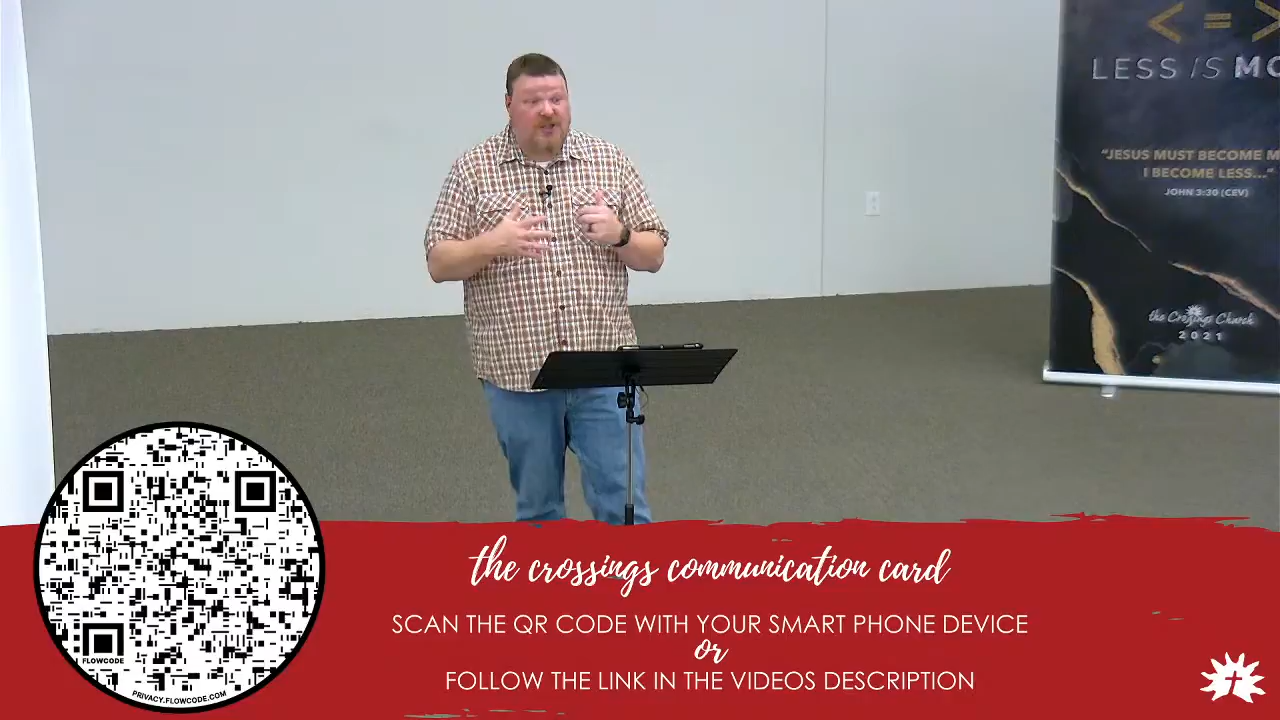 < = >
LESS IS MO
"JESUS MUST BECOME M
I BECOME LESS..."
JOHN 3:30 (CEV)
the Crossings Church
2021
the crossings communication card
SCAN THE QR CODE WITH YOUR SMART PHONE DEVICE
or
FOLLOW THE LINK IN THE VIDEOS DESCRIPTION
FLOWCODE
PRIVACY.FLOWCODE.COM